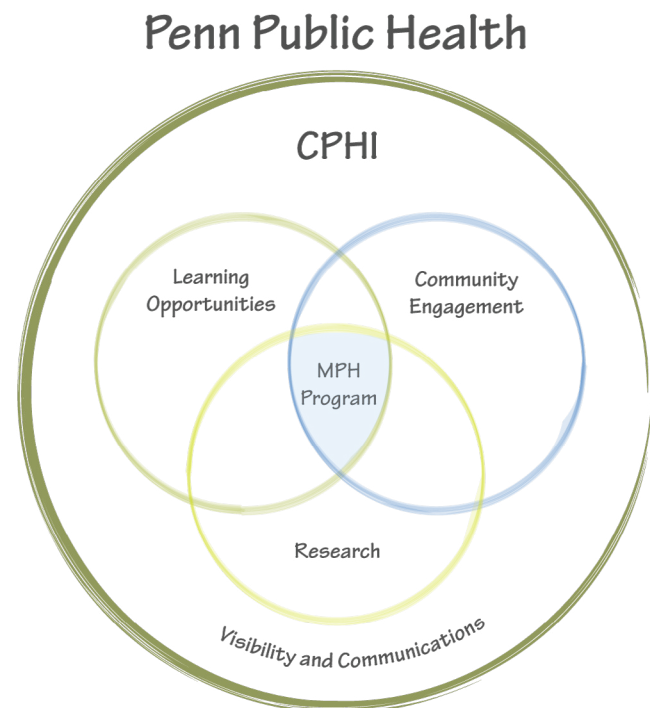 Penn Public Health
CPHI
Learning
Opportunities
Community
Engagement
MPH
Program
Research
Visibility and Communications